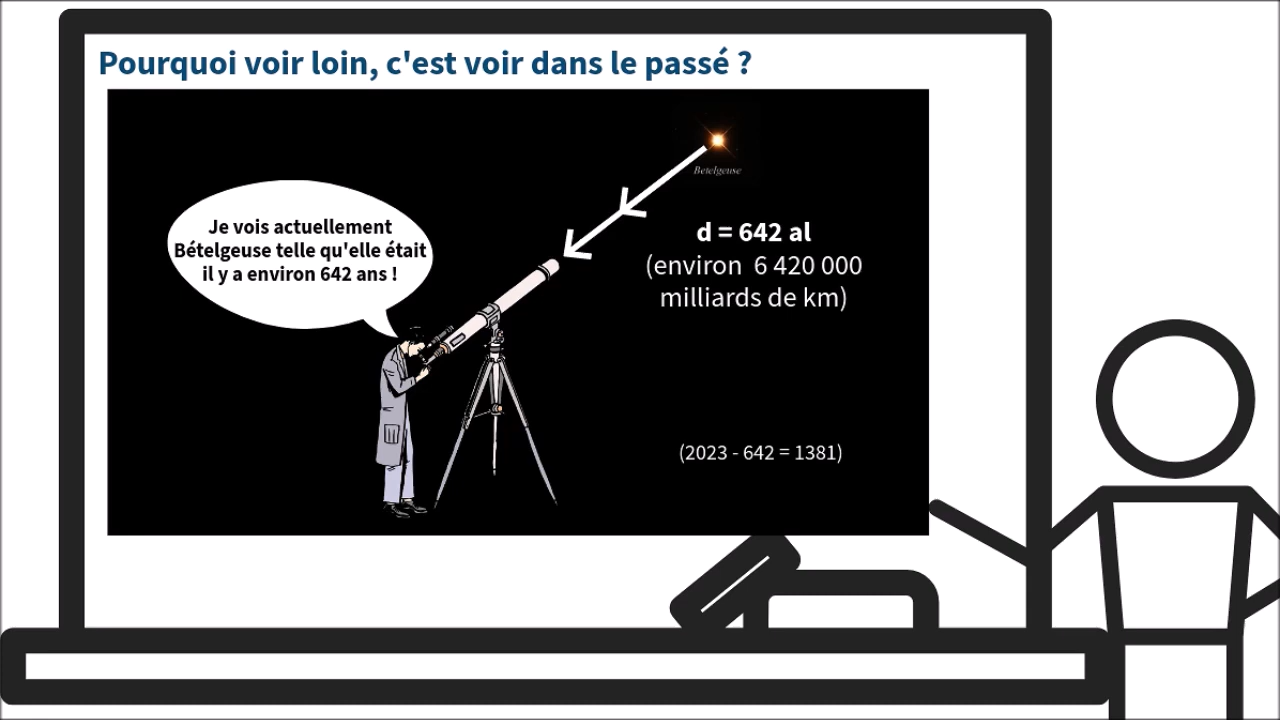 Pourquoi voir loin, c'est voir dans le passé ?
Betelgeuse
Je vois actuellement
Bételgeuse telle qu'elle était
il y a environ 642 ans !
d = 642 al
(environ 6 420 000
milliards de km)
(2023 - 642 = 1381)